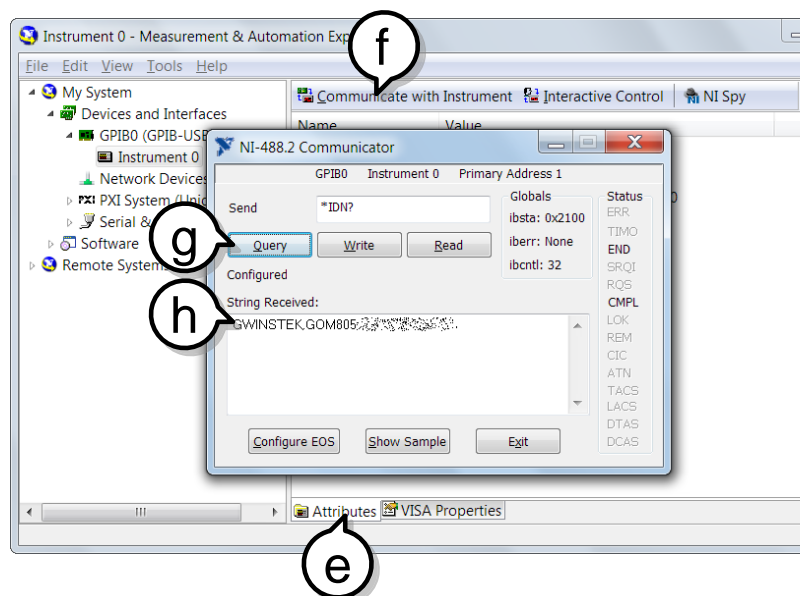 Instrument 0 - Measurement & Automation Exp
f
File Edit View Tools Help
My System
Devices and Interfaces
GPIB0 (GPIB-USB
Instrument 0
Network Devices
PXI PXI System (Unic
Serial &
Software
Remote Systems
Communicate with Instrument Interactive Control NI Spy
Name Value
NI-488.2 Communicator
GPIB0 Instrument 0 Primary Address 1
Send *IDN?
g
Query Write Read
Configured
Globals
ibsta: 0x2100
iberr: None
ibcntl: 32
Status
ERR
TIMO
END
SRQI
RQS
CMPL
LOK
REM
CIC
ATN
TACS
LACS
DTAS
DCAS
0
String Received:
h
GWINSTEK,GOM805
Configure EOS Show Sample Exit
Attributes VISA Properties
e